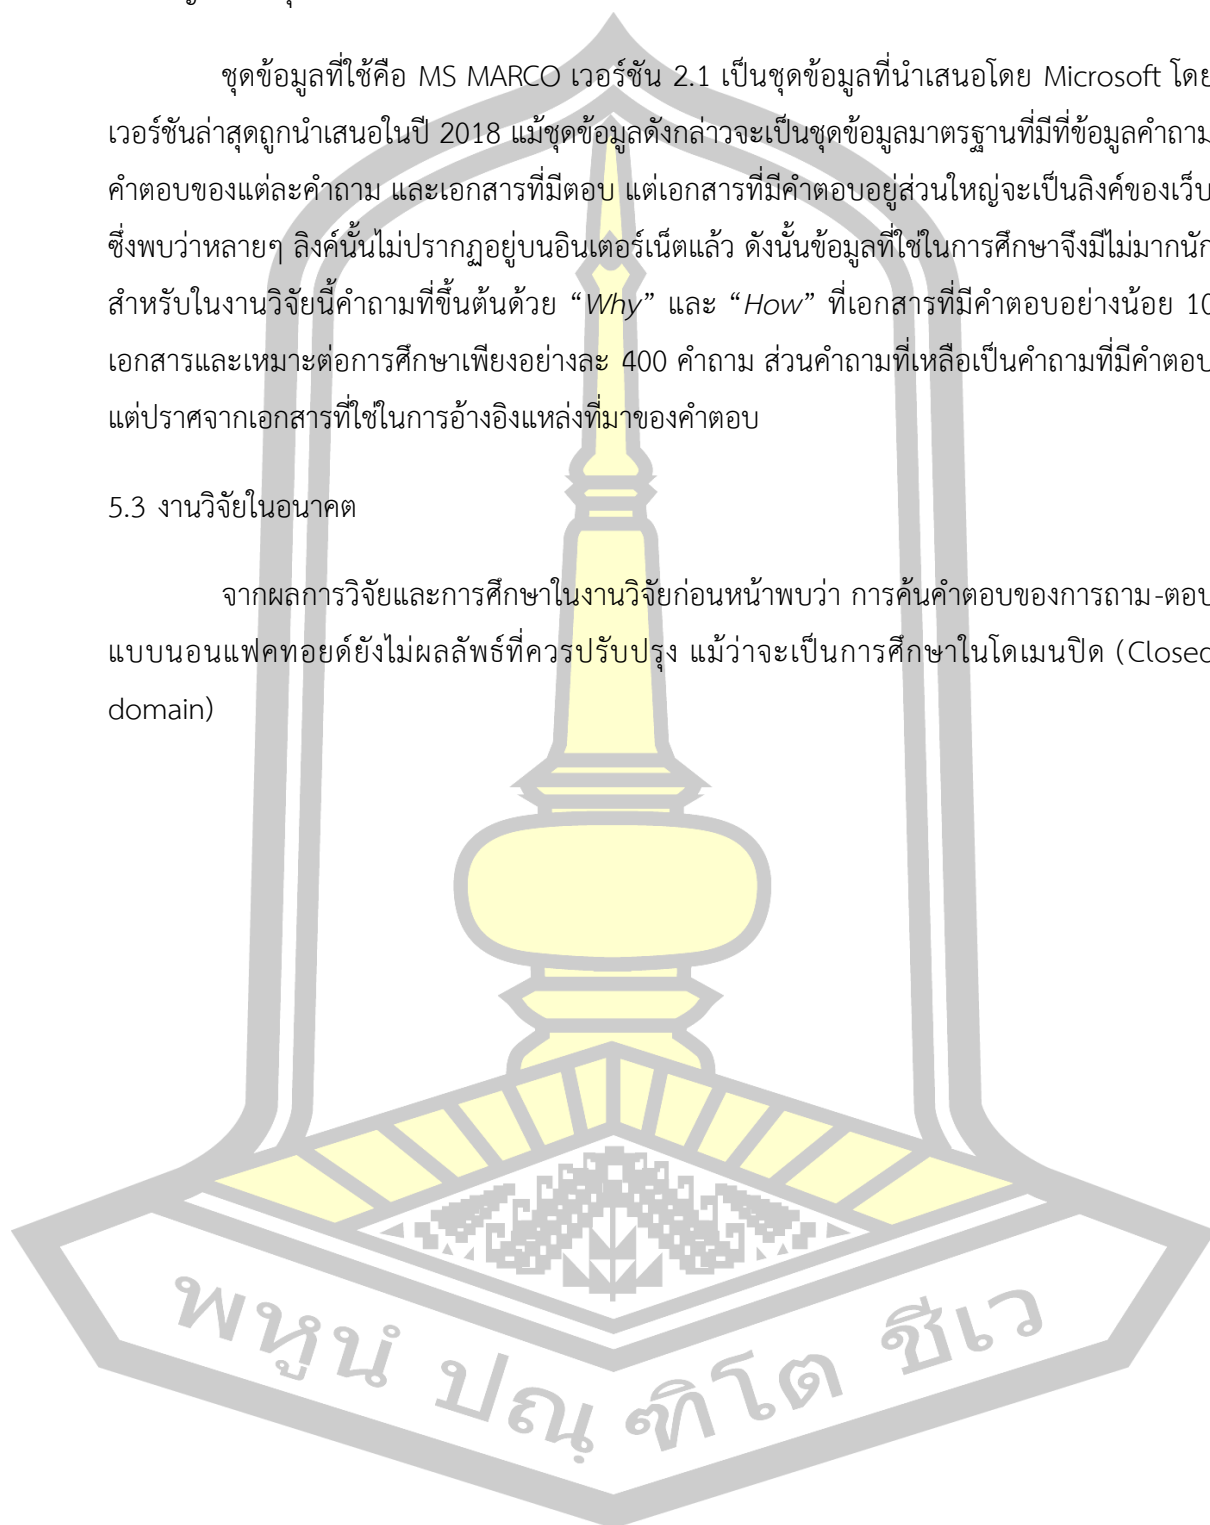 ชุดข้อมูลที่ใช้คือ MS MARCO เวอร์ชัน 2.1 เป็นชุดข้อมูลที่นำเสนอโดย Microsoft โดย
เวอร์ชันล่าสุดถูกนำเสนอในปี 2018 แม้ชุดข้อมูลดังกล่าวจะเป็นชุดข้อมูลมาตรฐานที่มีที่ข้อมูลคำถาม
คำตอบของแต่ละคำถาม และเอกสารที่มีตอบ แต่เอกสารที่มีคำตอบอยู่ส่วนใหญ่จะเป็นลิงค์ของเว็บ
ซึ่งพบว่าหลายๆ ลิงค์นั้นไม่ปรากฏอยู่บนอินเตอร์เน็ตแล้ว ดังนั้นข้อมูลที่ใช่ในการศึกษาจึงมีไม่มากนัก
สำหรับในงานวิจัยนี้คำถามที่ขึ้นต้นด้วย “Why” และ “How” ที่เอกสารที่มีคำตอบอย่างน้อย 10
เอกสารและเหมาะต่อการศึกษาเพียงอย่างละ 400 คำถาม ส่วนคำถามที่เหลือเป็นคำถามที่มีคำตอบ
แต่ปราศจากเอกสารที่ใช่ในการอ้างอิงแหล่งที่มาของคำตอบ
5.3 งานวิจัยในอนาคต
จากผลการวิจัยและการศึกษาในงานวิจัยก่อนหน้าพบว่า การค้นคำตอบของการถาม-ตอบ
แบบนอนแฟคทอยด์ยังไม่ผลลัพธ์ที่ควรปรับปรุง แม้ว่าจะเป็นการศึกษาในโดเมนปิด (Closed
domain)
พหูนํ ปณฺฑิโต ชีเว